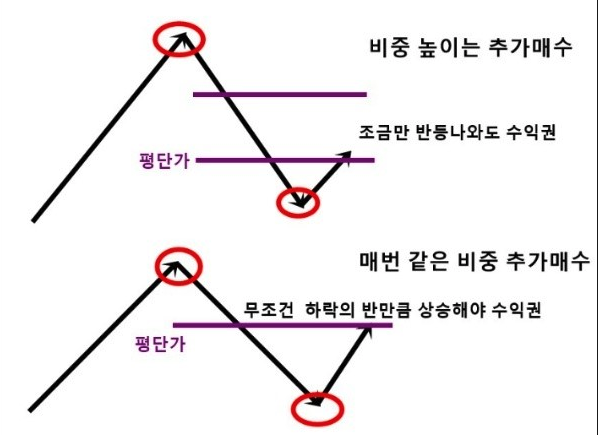 비중 높이는 추가매수
조금만 반등나와도 수익권
평단가
매번 같은 비중 추가매수
무조건 하락의 반만큼 상승해야 수익권
평단가